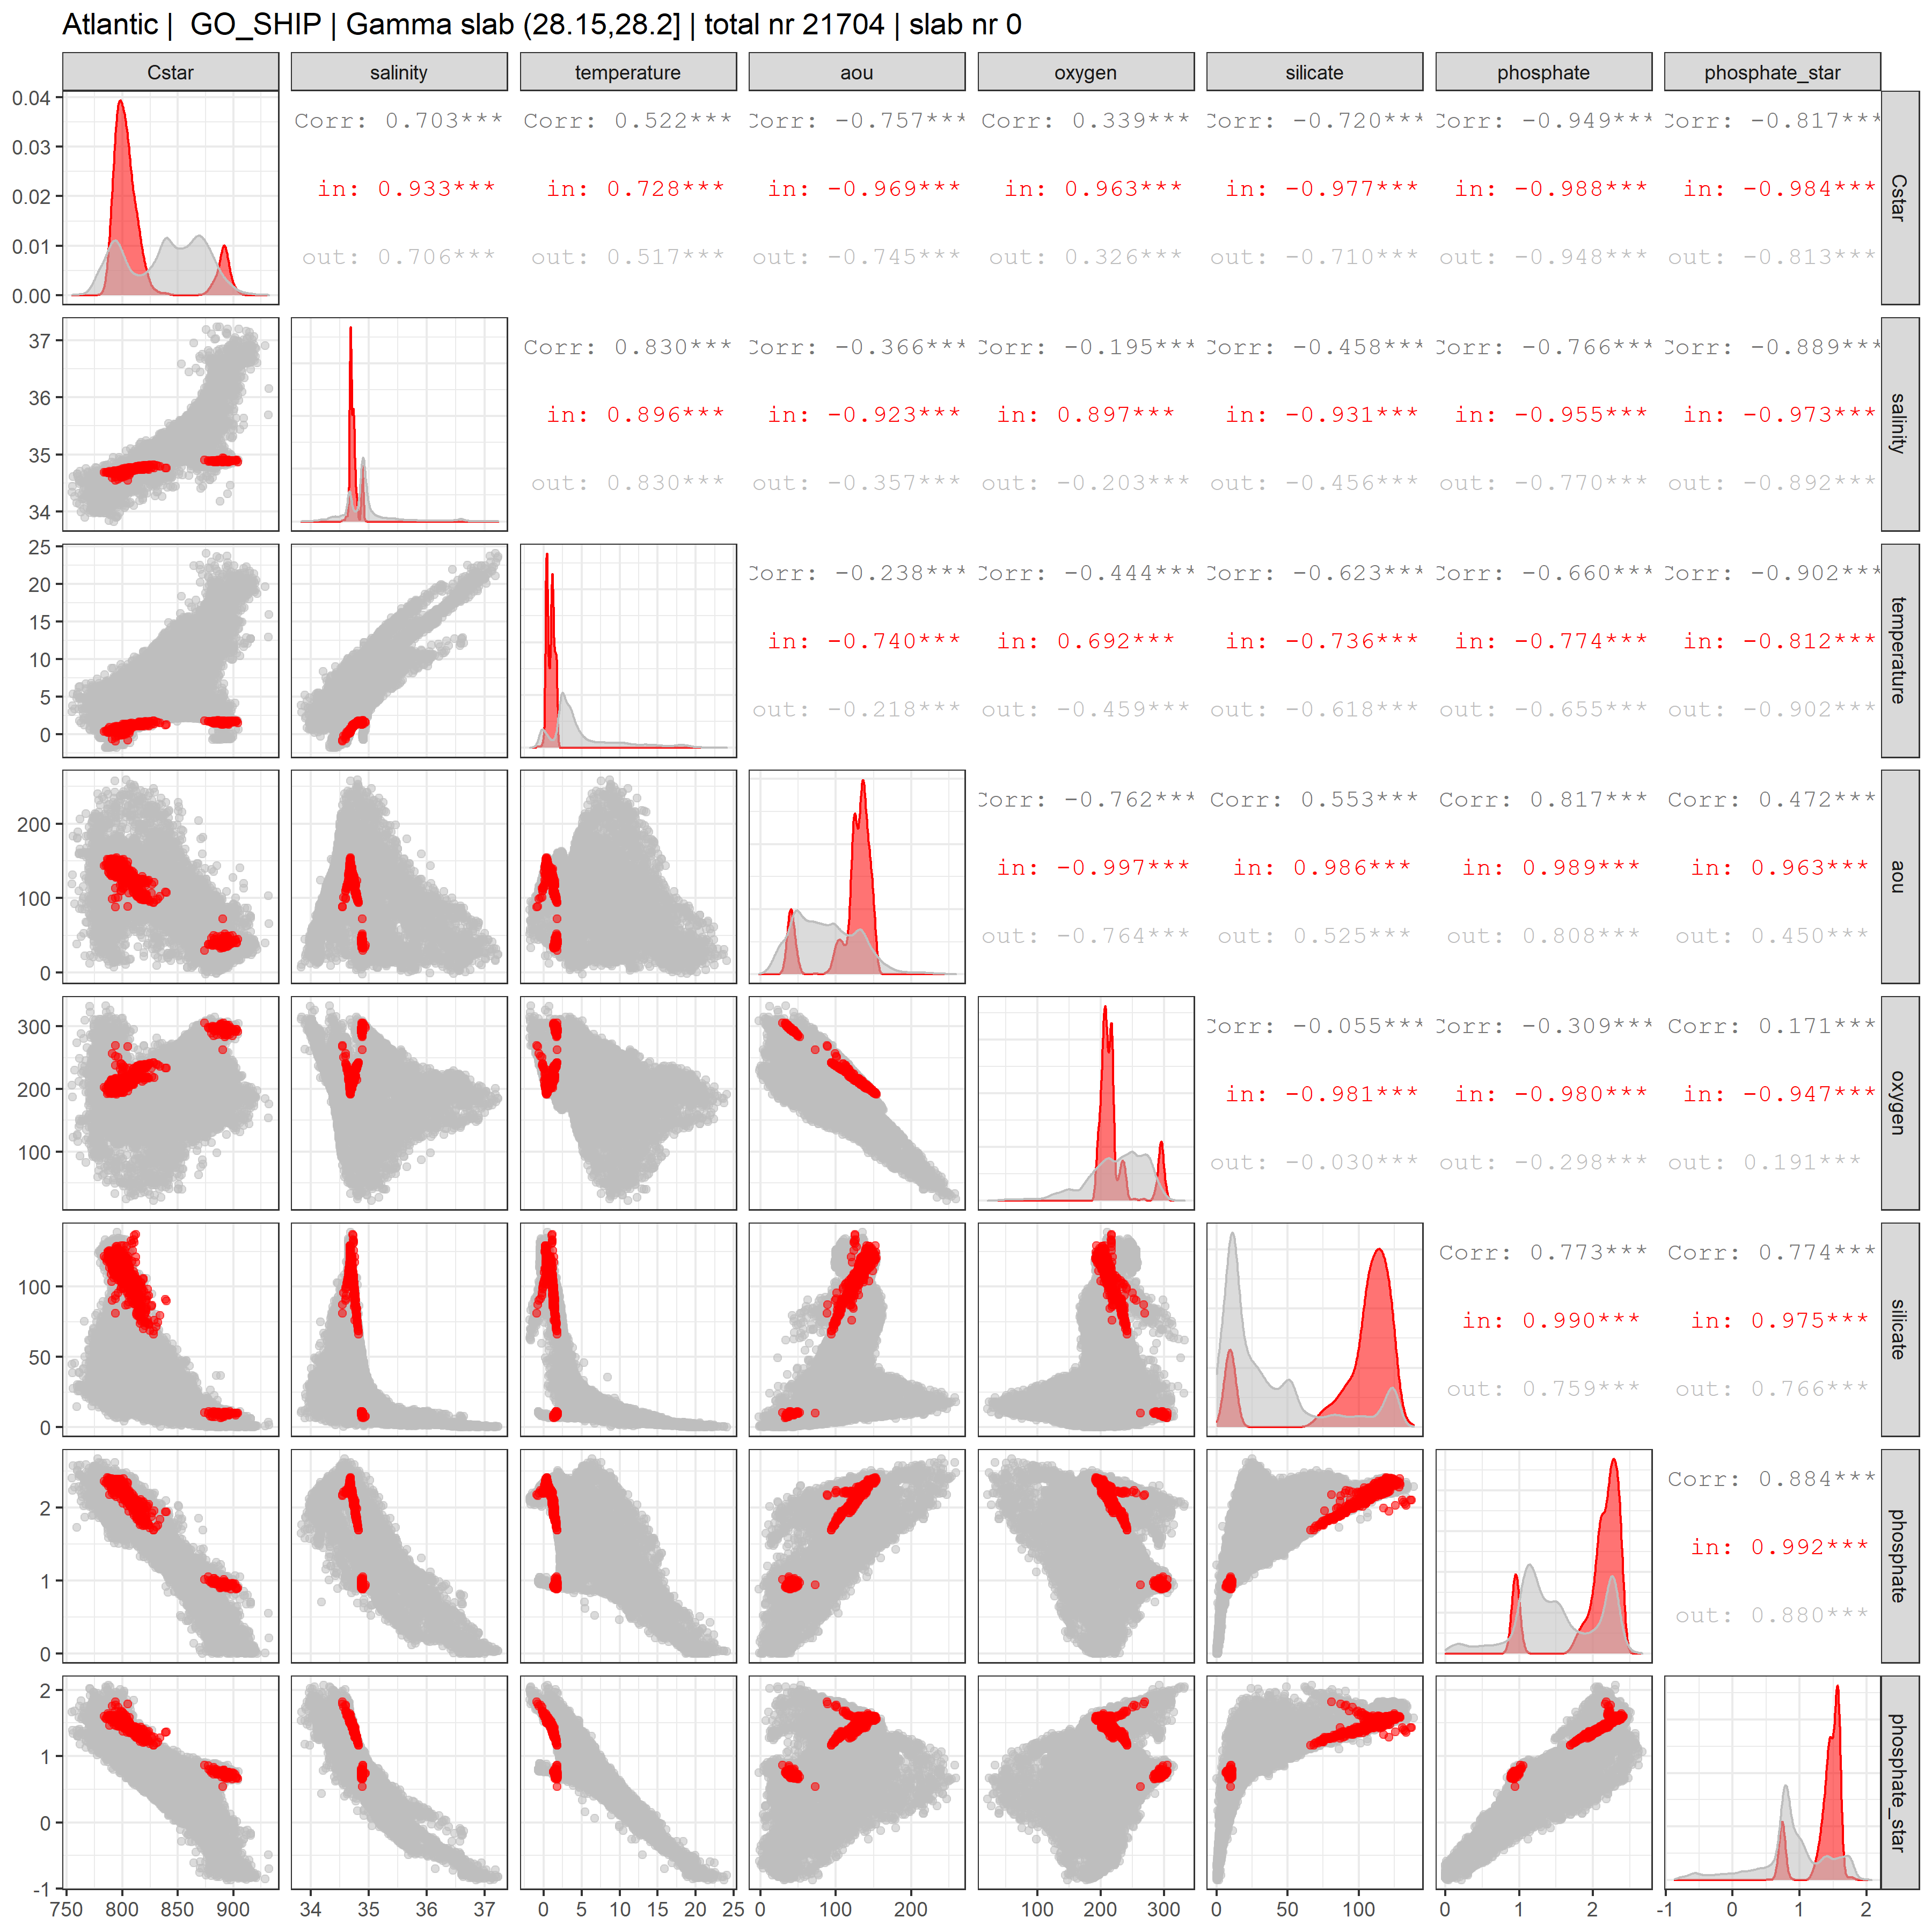 Atlantic |  GO_SHIP | Gamma slab (28.15,28.2] | total nr 21704 | slab nr 0
Cstar salinity temperature aou oxygen silicate phosphate phosphate_star
0.04
0.03
0.02
0.01
0.00
Corr: 0.703*** Corr: 0.522*** Corr: -0.757*** Corr: 0.339*** Corr: -0.720*** Corr: -0.949*** Corr: -0.817***
in: 0.933*** in: 0.728*** in: -0.969*** in: 0.963*** in: -0.977*** in: -0.988*** in: -0.984***
out: 0.706*** out: 0.517*** out: -0.745*** out: 0.326*** out: -0.710*** out: -0.948*** out: -0.813***
Cstar
37
36
35
34
Corr: 0.830*** Corr: -0.366*** Corr: -0.195*** Corr: -0.458*** Corr: -0.766*** Corr: -0.889***
in: 0.896*** in: -0.923*** in: 0.897*** in: -0.931*** in: -0.955*** in: -0.973***
out: 0.830*** out: -0.357*** out: -0.203*** out: -0.456*** out: -0.770*** out: -0.892***
salinity
25
20
15
10
5
0
Corr: -0.238*** Corr: -0.444*** Corr: -0.623*** Corr: -0.660*** Corr: -0.902***
in: -0.740*** in: 0.692*** in: -0.736*** in: -0.774*** in: -0.812***
out: -0.218*** out: -0.459*** out: -0.618*** out: -0.655*** out: -0.902***
temperature
200
100
0
Corr: -0.762*** Corr: 0.553*** Corr: 0.817*** Corr: 0.472***
in: -0.997*** in: 0.986*** in: 0.989*** in: 0.963***
out: -0.764*** out: 0.525*** out: 0.808*** out: 0.450***
aou
300
200
100
Corr: -0.055*** Corr: -0.309*** Corr: 0.171***
in: -0.981*** in: -0.980*** in: -0.947***
out: -0.030*** out: -0.298*** out: 0.191***
oxygen
100
50
0
Corr: 0.773*** Corr: 0.774***
in: 0.990*** in: 0.975***
out: 0.759*** out: 0.766***
silicate
2
1
0
Corr: 0.884***
in: 0.992***
out: 0.880***
phosphate
2
1
0
-1
phosphate_star
750 800 850 900 34 35 36 37 0 5 10 15 20 25 0 100 200 100 200 300 0 50 100 0 1 2 -1 0 1 2